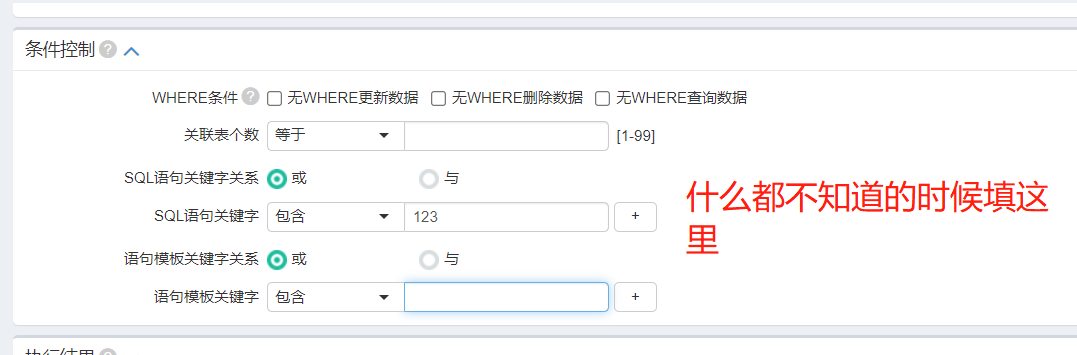 条件控制
WHERE条件 无WHERE更新数据 无WHERE删除数据 无WHERE查询数据
关联表个数 等于 [1-99]
SQL语句关键字关系 或 与
SQL语句关键字 包含 123 +
语句模板关键字关系 或 与
语句模板关键字 包含 +
什么都不知道的时候填这
里